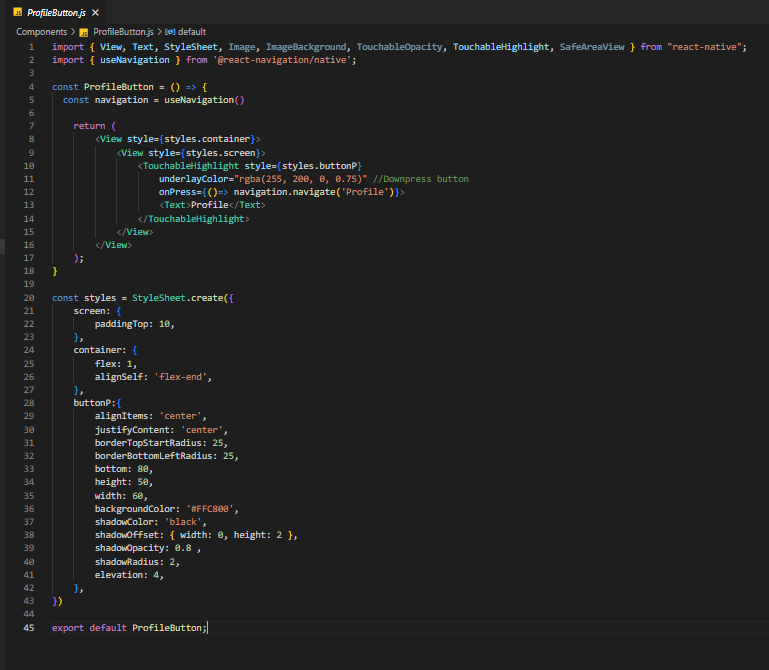 JS ProfileButton.js ×
Components > JS ProfileButton.js > default
1 import { View, Text, StyleSheet, Image, ImageBackground, TouchableOpacity, TouchableHighlight, SafeAreaView } from "react-native";
2 import { useNavigation } from '@react-navigation/native';
3
4 const ProfileButton = () => {
5   const navigation = useNavigation()
6
7     return (
8         <View style={styles.container}>
9             <View style={styles.screen}>
10                 <TouchableHighlight style={styles.buttonP}
11                     underlayColor="rgba(255, 200, 0, 0.75)" //Downpress button
12                     onPress={()=> navigation.navigate('Profile')}>
13                     <Text>Profile</Text>
14                 </TouchableHighlight>
15             </View>
16         </View>
17     );
18 }
19
20 const styles = StyleSheet.create({
21     screen: {
22         paddingTop: 10,
23     },
24     container: {
25         flex: 1,
26         alignSelf: 'flex-end',
27     },
28     buttonP:{
29         alignItems: 'center',
30         justifyContent: 'center',
31         borderTopStartRadius: 25,
32         borderBottomLeftRadius: 25,
33         bottom: 80,
34         height: 50,
35         width: 60,
36         backgroundColor: '#FFC800',
37         shadowColor: 'black',
38         shadowOffset: { width: 0, height: 2 },
39         shadowOpacity: 0.8 ,
40         shadowRadius: 2,
41         elevation: 4,
42     },
43 })
44
45 export default ProfileButton;